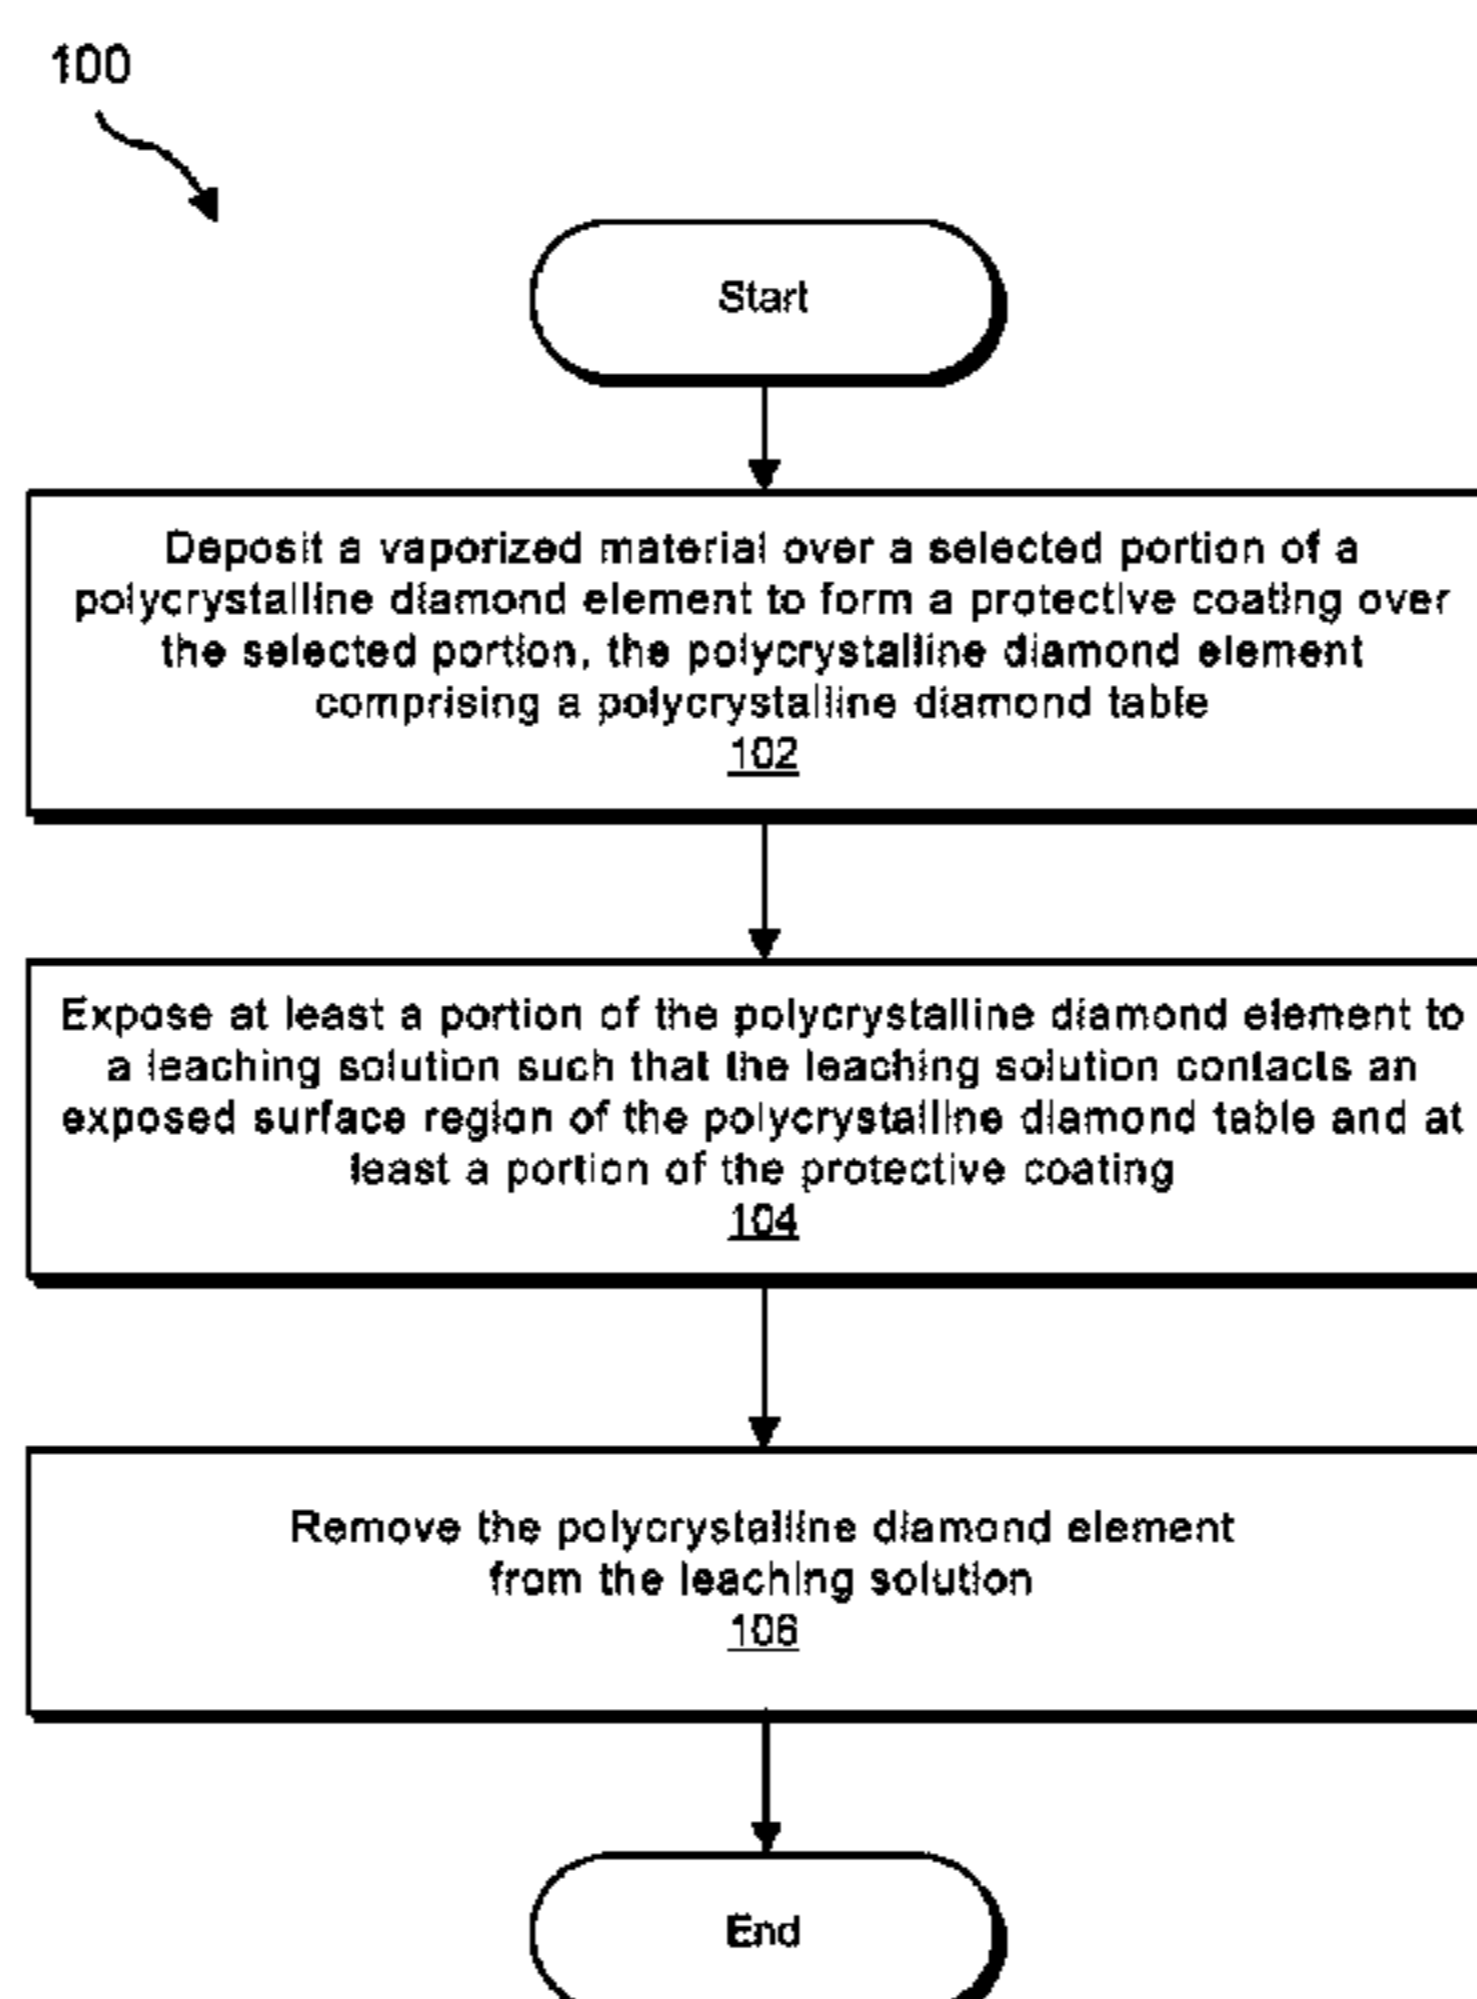 100
Start
Deposit a vaporized material over a selected portion of a
polycrystalline diamond element to form a protective coating over
the selected portion, the polycrystalline diamond element
comprising a polycrystalline diamond table
102
Expose at least a portion of the polycrystalline diamond element to
a leaching solution such that the leaching solution contacts an
exposed surface region of the polycrystalline diamond table and at
least a portion of the protective coating
104
Remove the polycrystalline diamond element
from the leaching solution
106
End